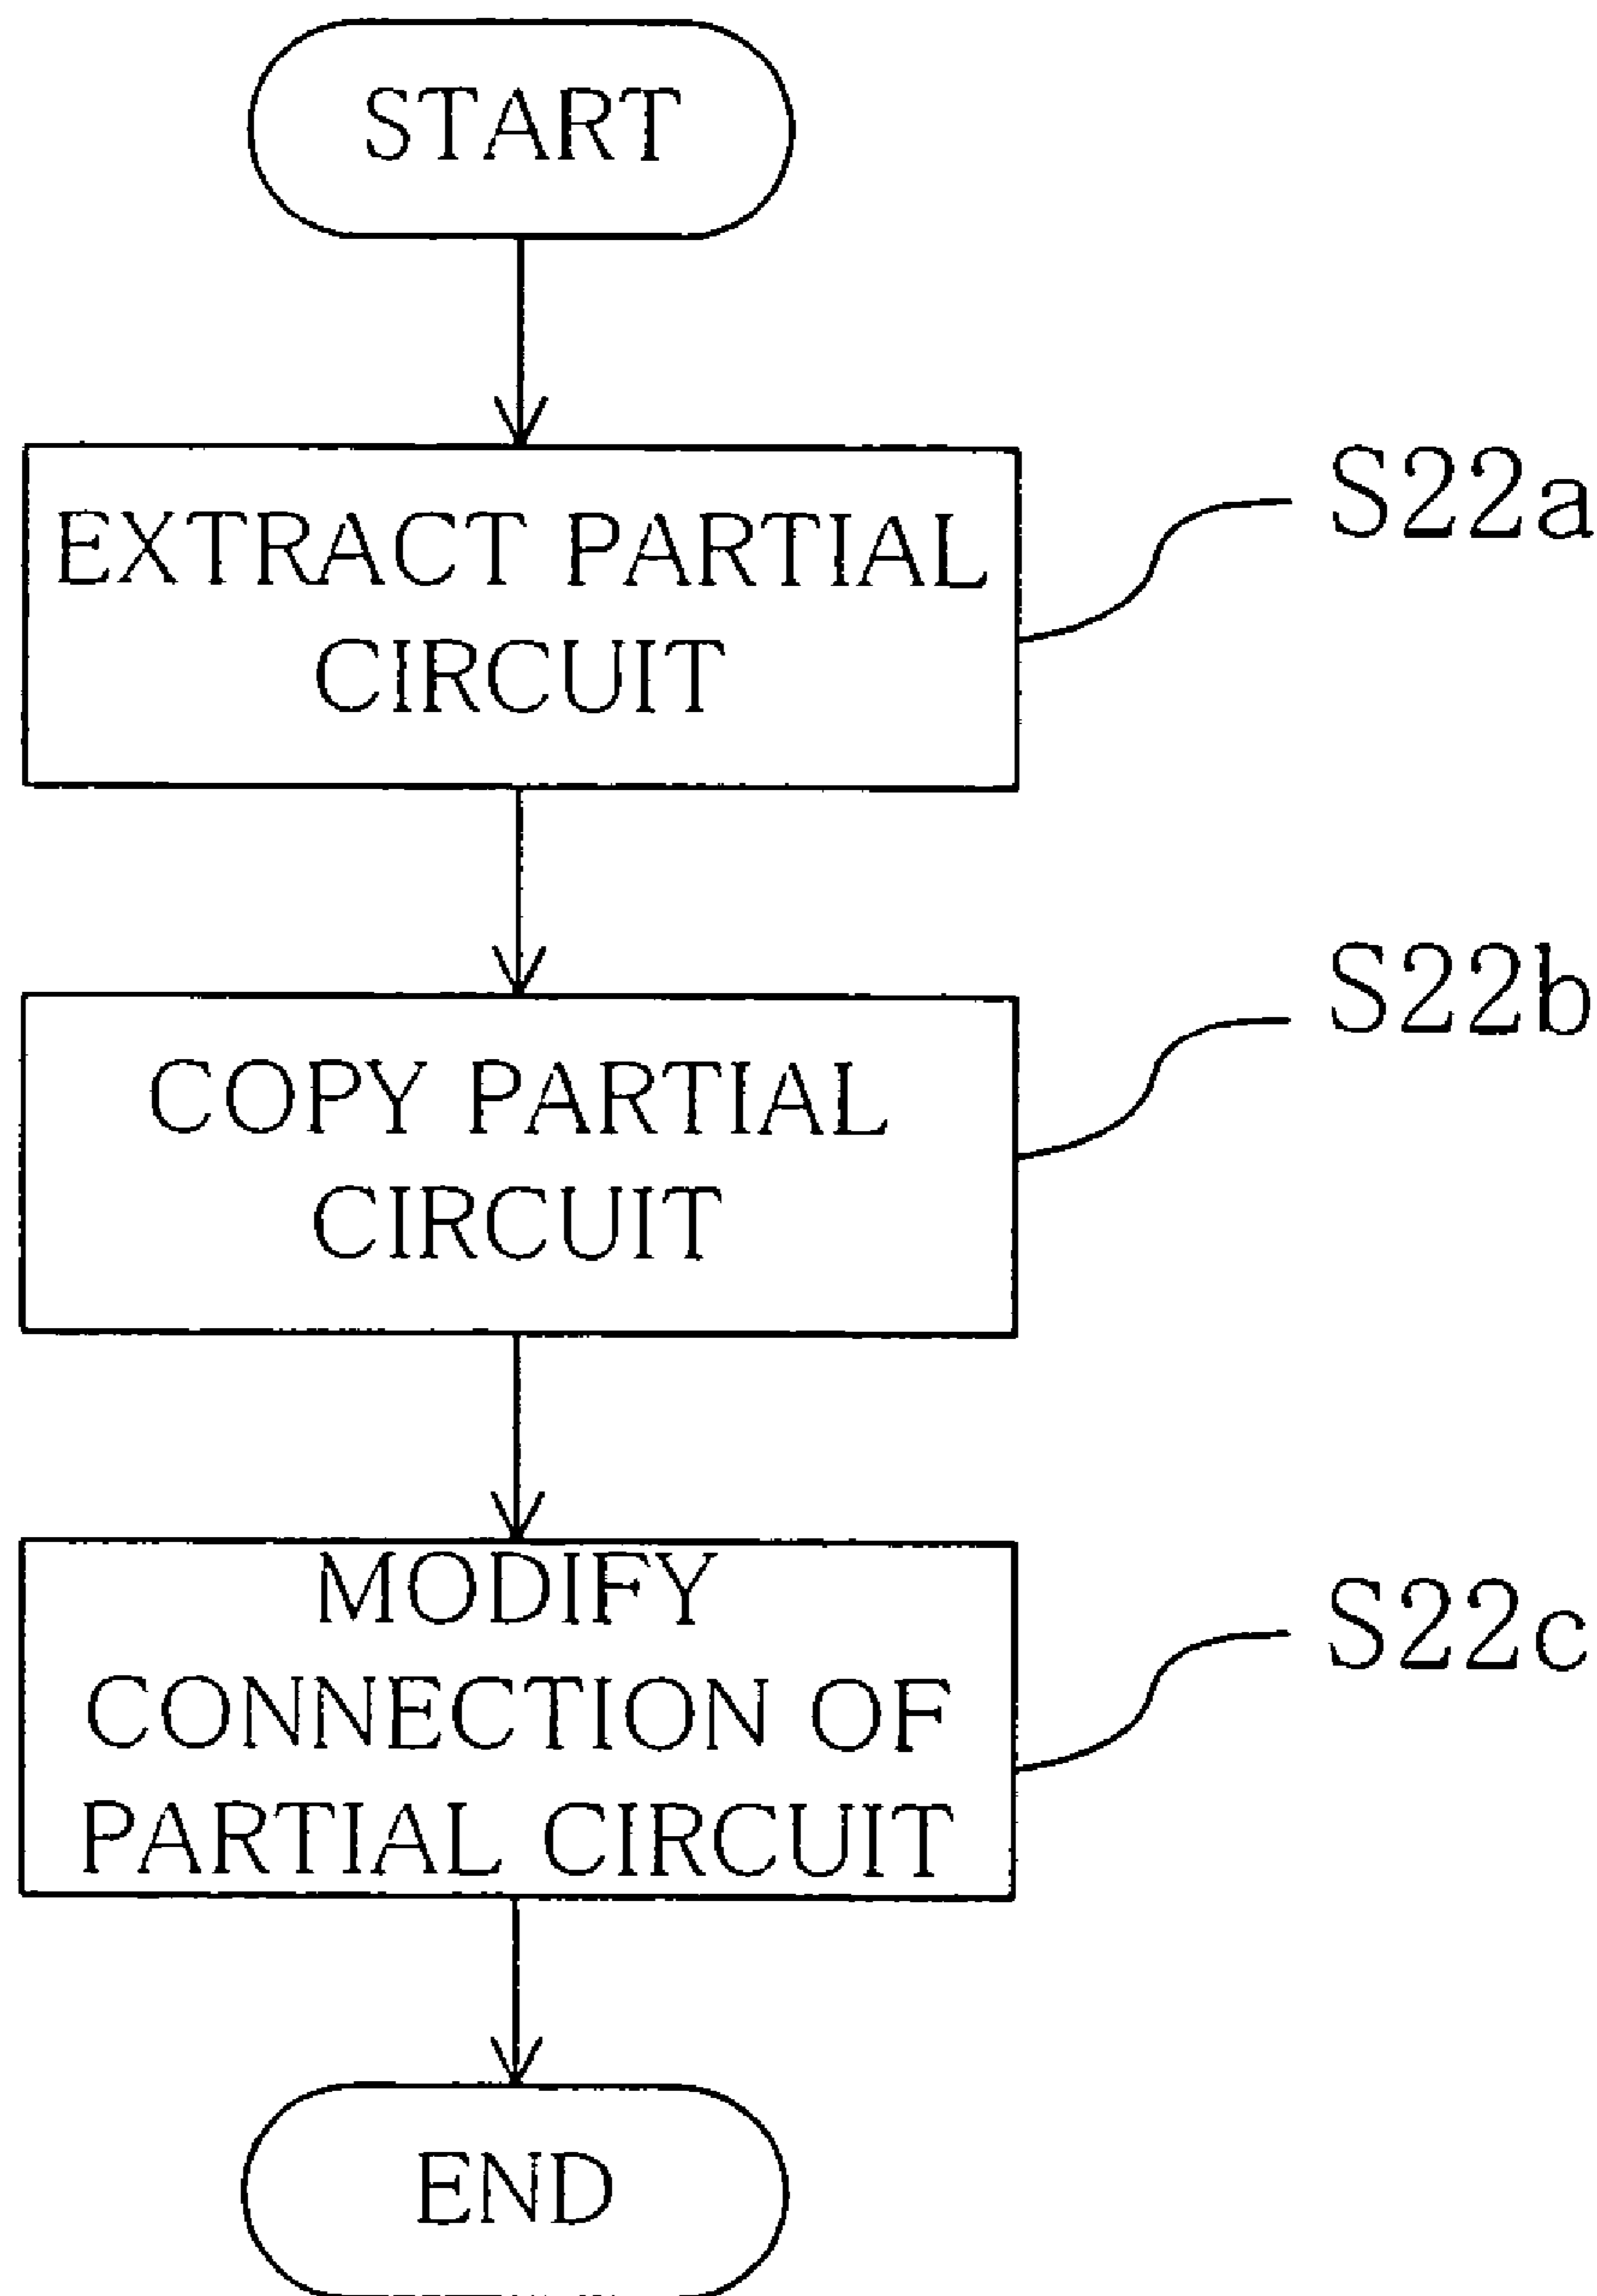 START
EXTRACT PARTIAL
CIRCUIT
S22a
COPY PARTIAL
CIRCUIT
S22b
MODIFY
CONNECTION OF
PARTIAL CIRCUIT
S22c
END